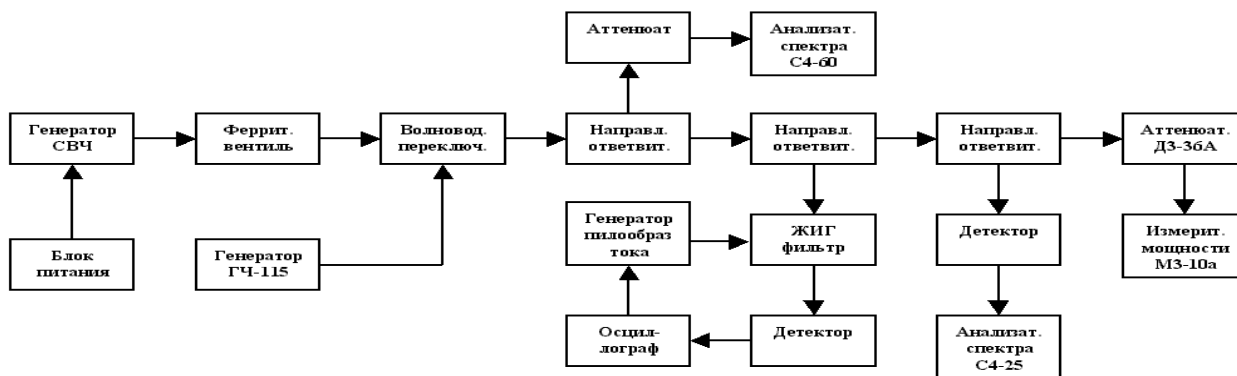 Аттенюат
Анализат.
спектра
С4-60
Генератор
СВЧ
Феррит.
вентиль
Волновод.
переключ.
Направл.
ответвит.
Направл.
ответвит.
Направл.
ответвит.
Аттенюат.
Д3-36А
Блок
питания
Генератор
ГЧ-115
Генератор
пилообраз
тока
ЖИГ
фильтр
Детектор
Измерит.
мощности
М3-10а
Осцил-
лограф
Детектор
Анализат.
спектра
С4-25